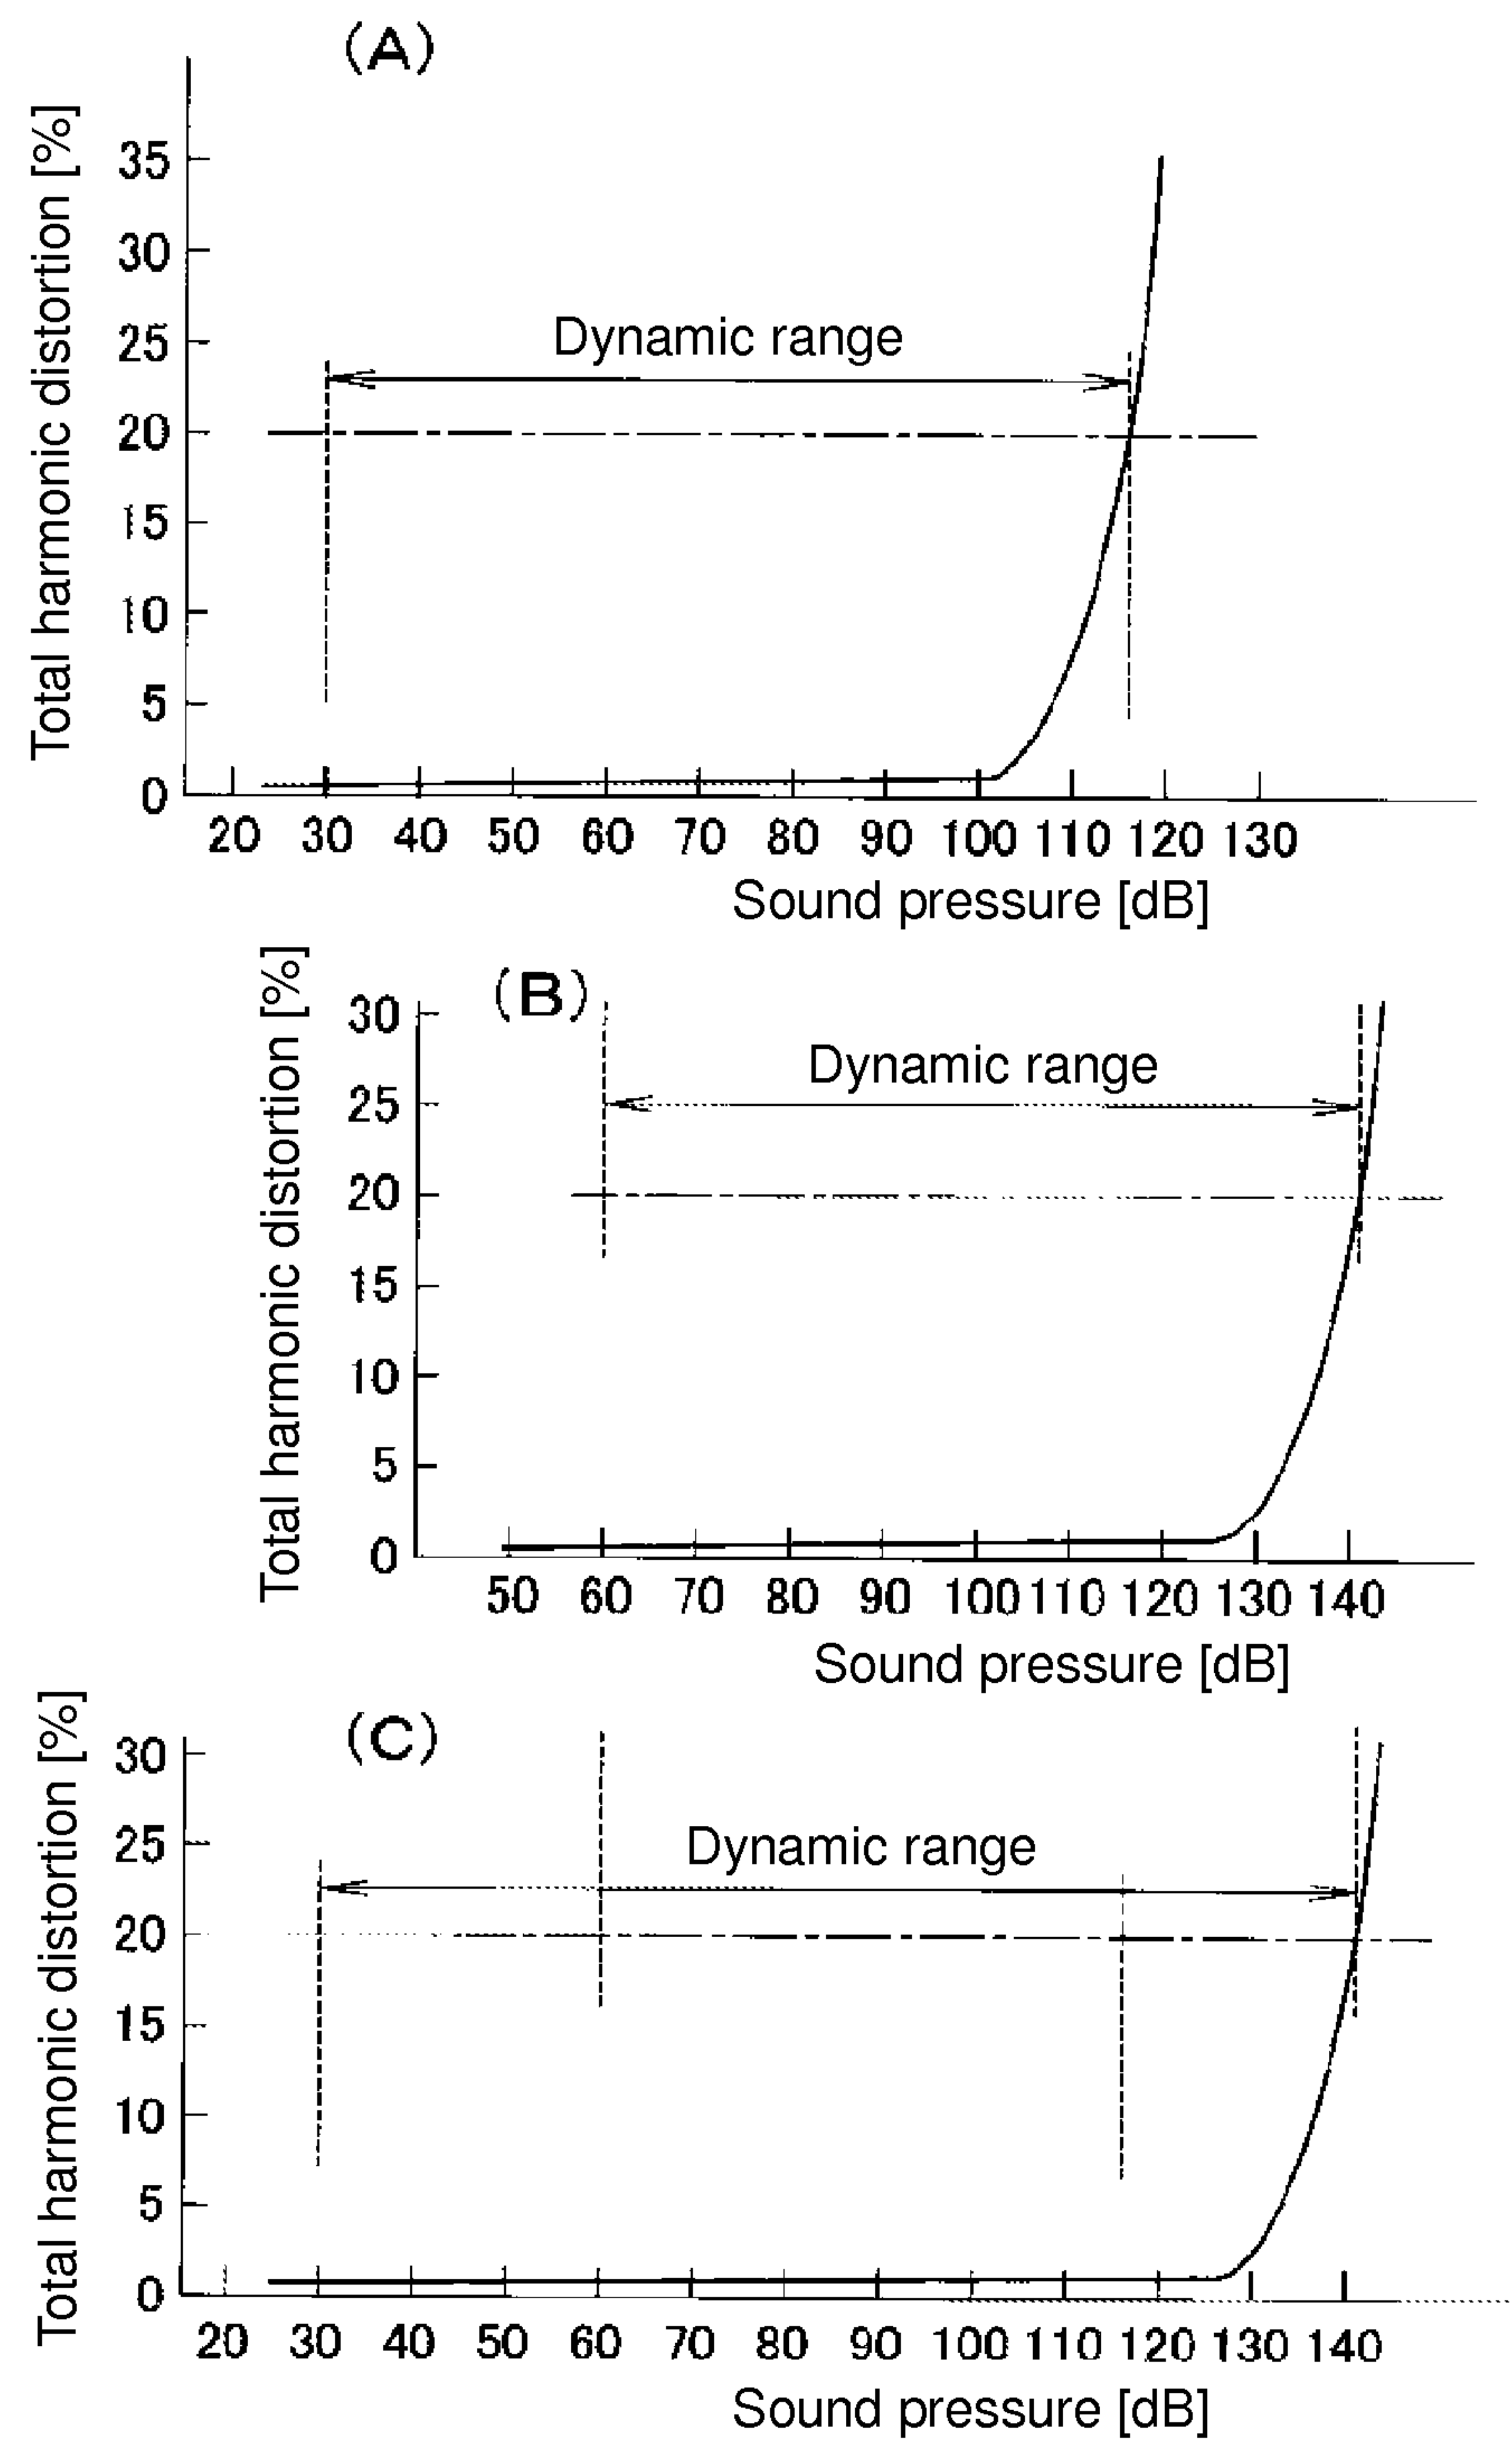 (A)
Total harmonic distortion [%]
35
30
25
20
15
10
5
0
Dynamic range
20 30 40 50 60 70 80 90 100 110 120 130
Sound pressure [dB]
(B)
Total harmonic distortion [%]
30
25
20
15
10
5
0
Dynamic range
50 60 70 80 90 100 110 120 130 140
Sound pressure [dB]
(C)
Total harmonic distortion [%]
30
25
20
15
10
5
0
Dynamic range
20 30 40 50 60 70 80 90 100 110 120 130 140
Sound pressure [dB]